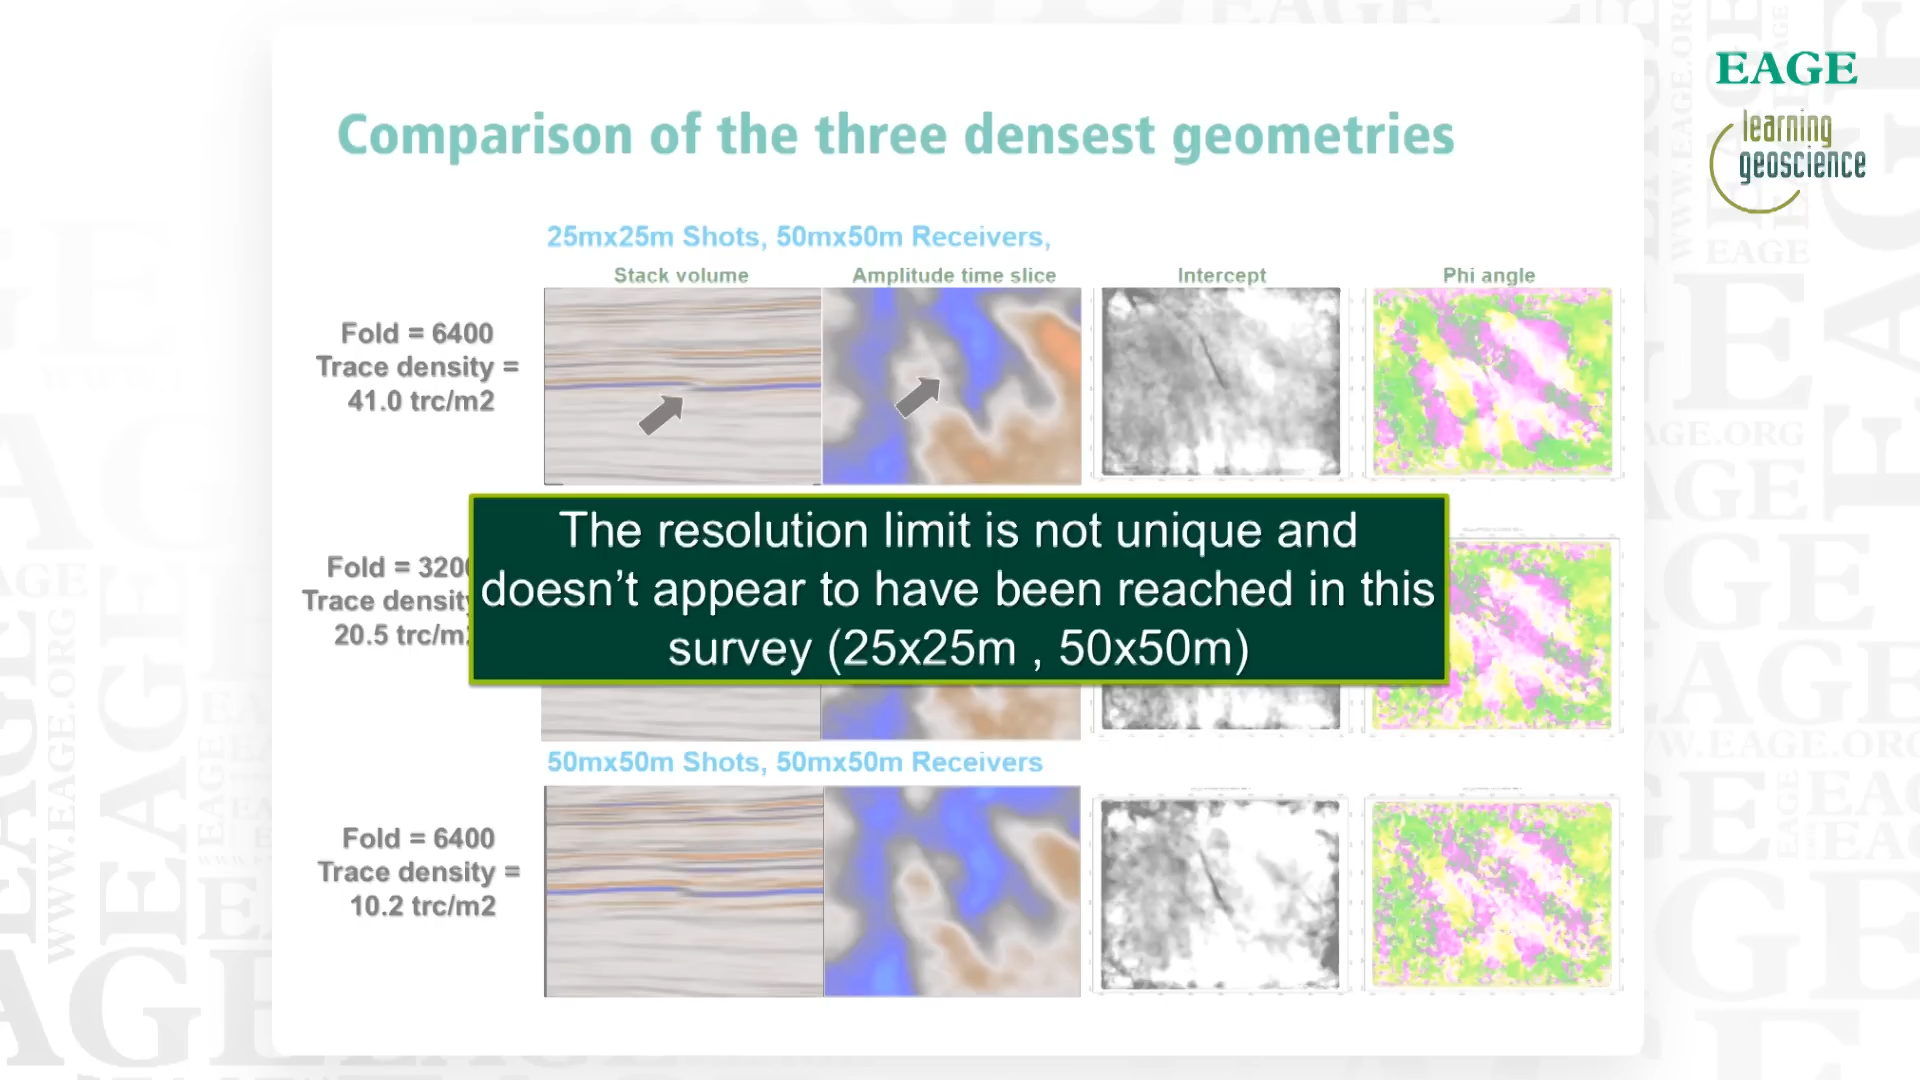 EAGE
learning
geoscience
Comparison of the three densest geometries
25mx25m Shots, 50mx50m Receivers,
Stack volume
Amplitude time slice
Intercept
Phi angle
Fold = 6400
Trace density =
41.0 trc/m2
The resolution limit is not unique and
doesn’t appear to have been reached in this
survey (25x25m , 50x50m)
Fold =
Trace
20.5
50mx50m Shots, 50mx50m Receivers
Fold = 6400
Trace density =
10.2 trc/m2